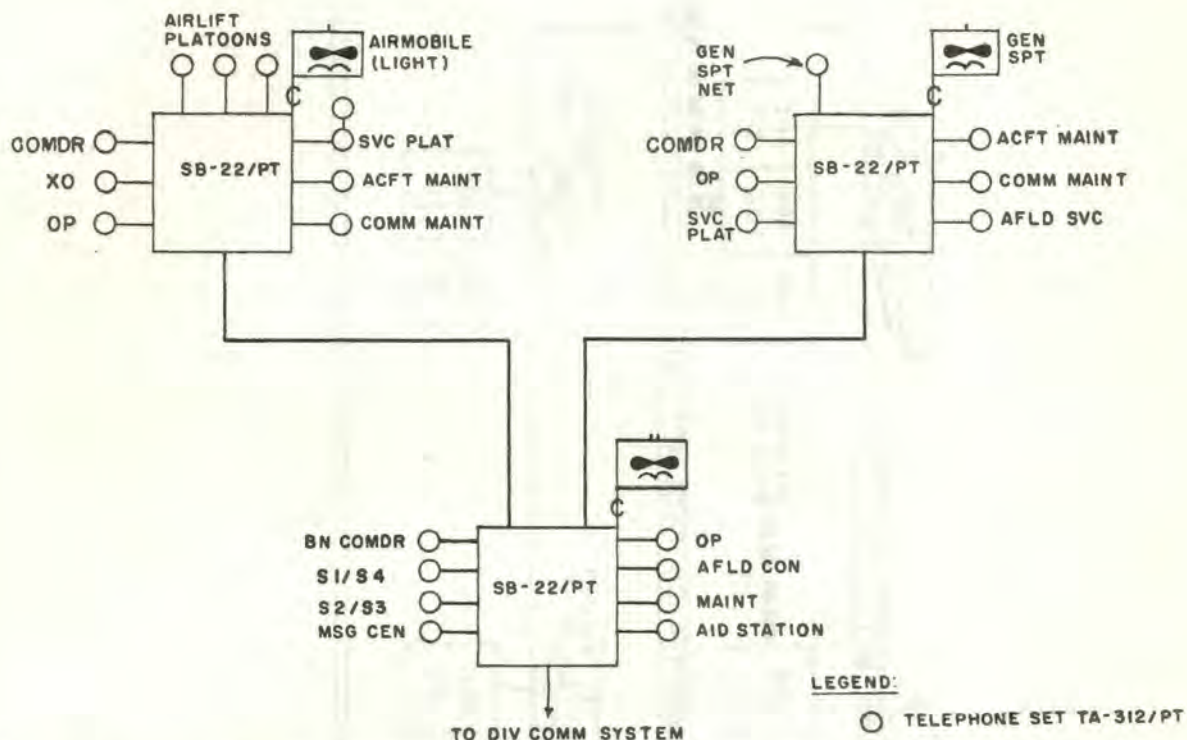 AIRLIFT
PLATOONS
AIRMOBILE
(LIGHT)
COMDR
XO
OP
SB-22/PT
SVC PLAT
ACFT MAINT
COMM MAINT
GEN
SPT
NET
GEN
SPT
COMDR
OP
SVC
PLAT
SB-22/PT
ACFT MAINT
COMM MAINT
AFLD SVC
BN COMDR
S1/S4
S2/S3
MSG CEN
SB-22/PT
OP
AFLD CON
MAINT
AID STATION
TO DIV COMM SYSTEM
LEGEND:
TELEPHONE SET TA-312/PT